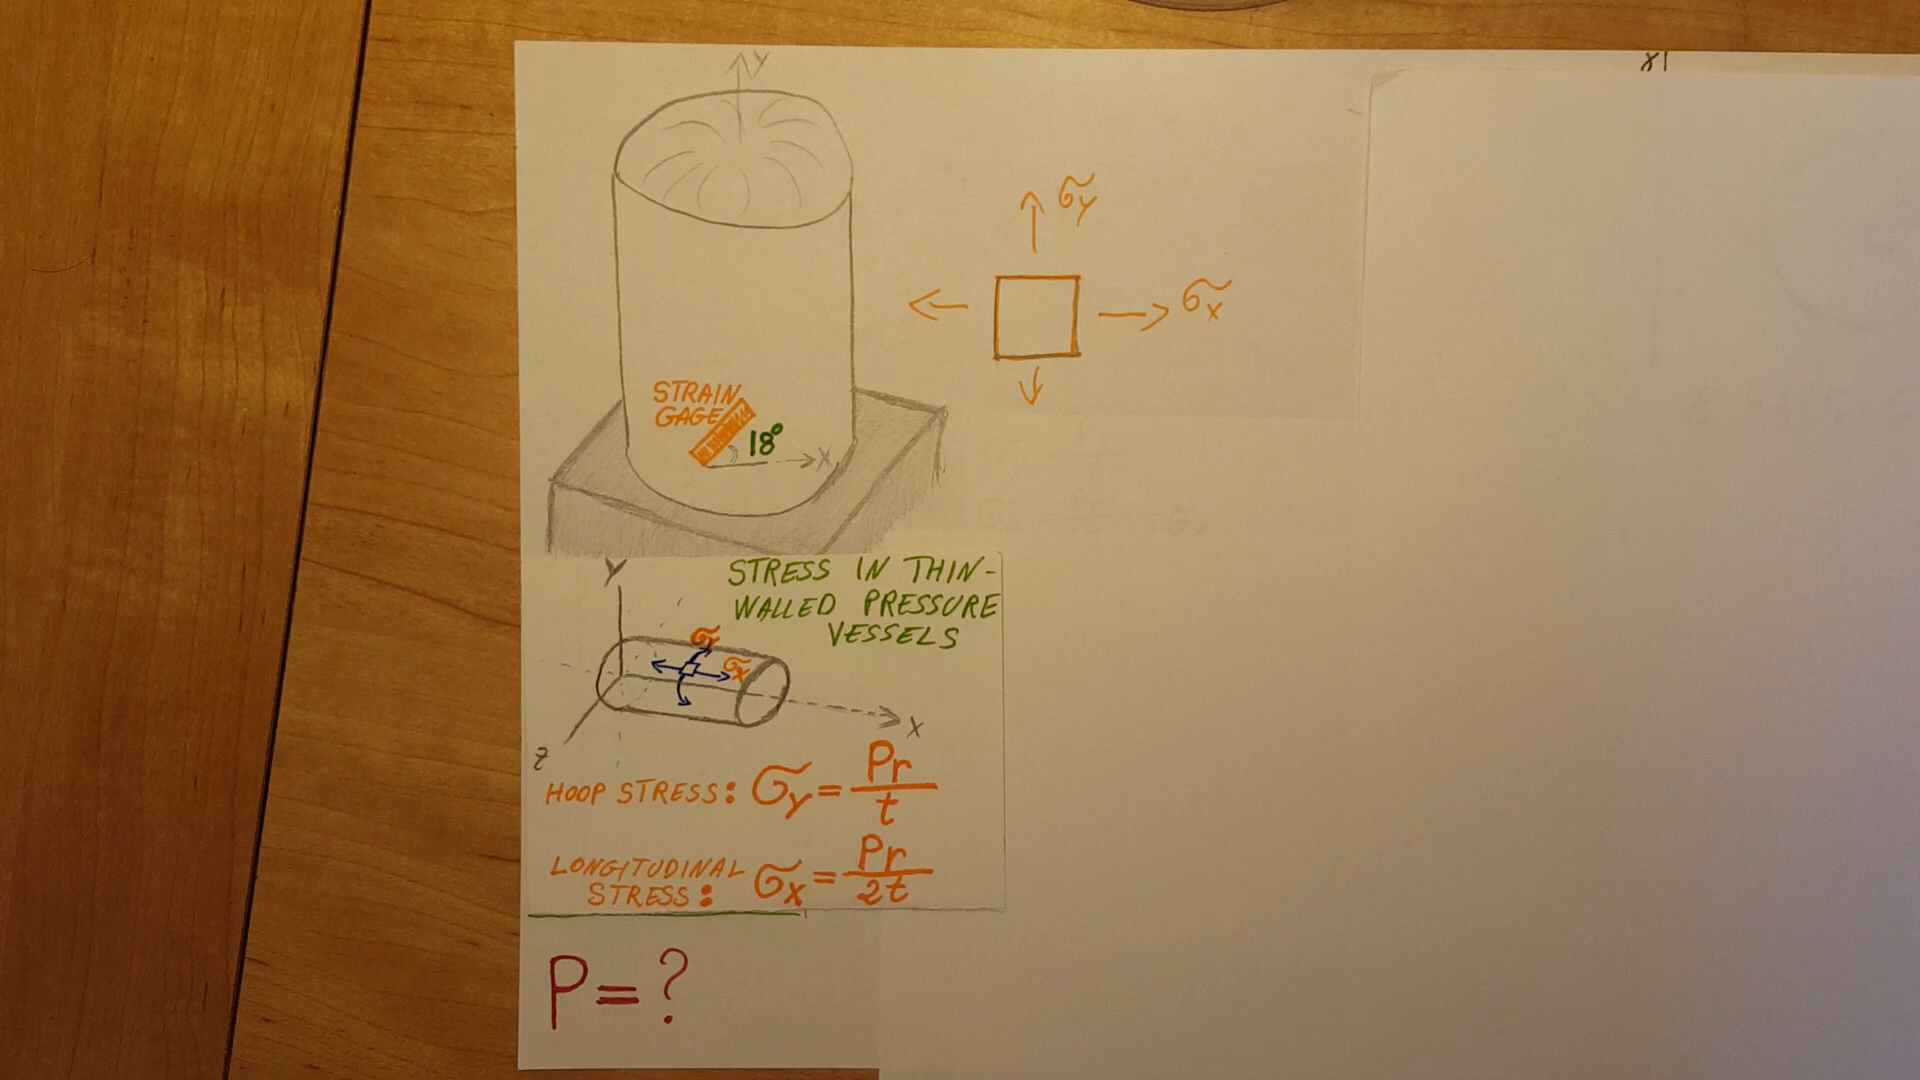 Y
STRAIN
GAGE
18°
X
σy
σx
STRESS IN THIN-
WALLED PRESSURE
VESSELS
Y
σy
σx
X
Z
HOOP STRESS: σy = Pr/t
LONGITUDINAL
STRESS: σx = Pr/2t
P = ?